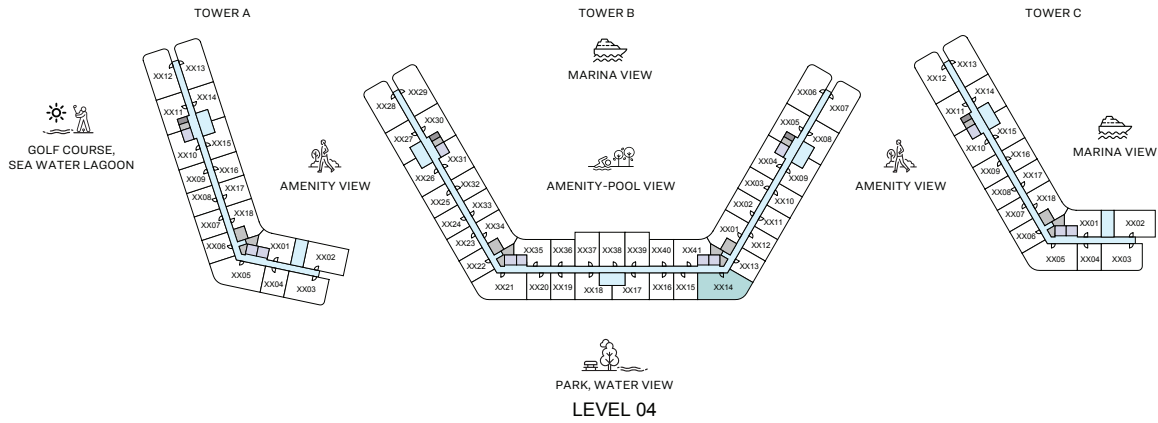 TOWER A
TOWER B
TOWER C
MARINA VIEW
GOLF COURSE,
SEA WATER LAGOON
AMENITY VIEW
AMENITY-POOL VIEW
AMENITY VIEW
MARINA VIEW
XX12
XX13
XX11
XX14
XX10
XX15
XX09
XX16
XX08
XX17
XX07
XX18
XX06
XX01
XX05
XX04
XX03
XX02
XX28
XX29
XX27
XX30
XX26
XX31
XX25
XX32
XX24
XX33
XX23
XX34
XX22
XX35
XX36
XX37
XX38
XX39
XX40
XX41
XX21
XX20
XX19
XX18
XX17
XX16
XX15
XX14
XX06
XX07
XX05
XX08
XX04
XX09
XX03
XX10
XX02
XX11
XX01
XX12
XX13
XX12
XX13
XX11
XX14
XX10
XX15
XX09
XX16
XX08
XX17
XX07
XX18
XX06
XX01
XX02
XX05
XX04
XX03
PARK, WATER VIEW
LEVEL 04